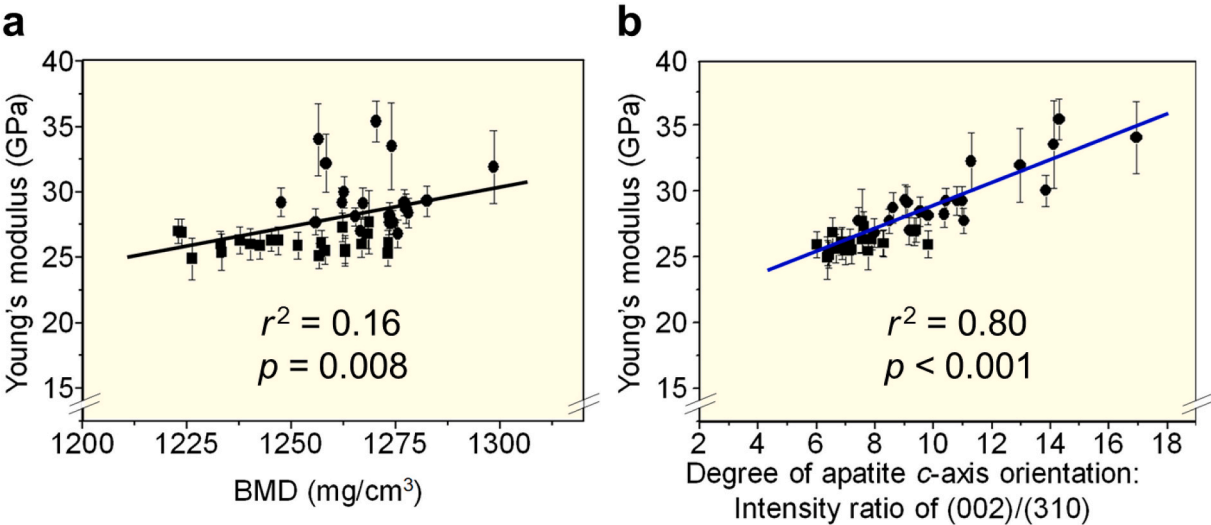 a
Young's modulus (GPa)
40
35
30
25
20
15
r² = 0.16
p = 0.008
1200 1225 1250 1275 1300
BMD (mg/cm³)
b
Young's modulus (GPa)
40
35
30
25
20
15
r² = 0.80
p < 0.001
2 4 6 8 10 12 14 16 18
Degree of apatite c-axis orientation:
Intensity ratio of (002)/(310)